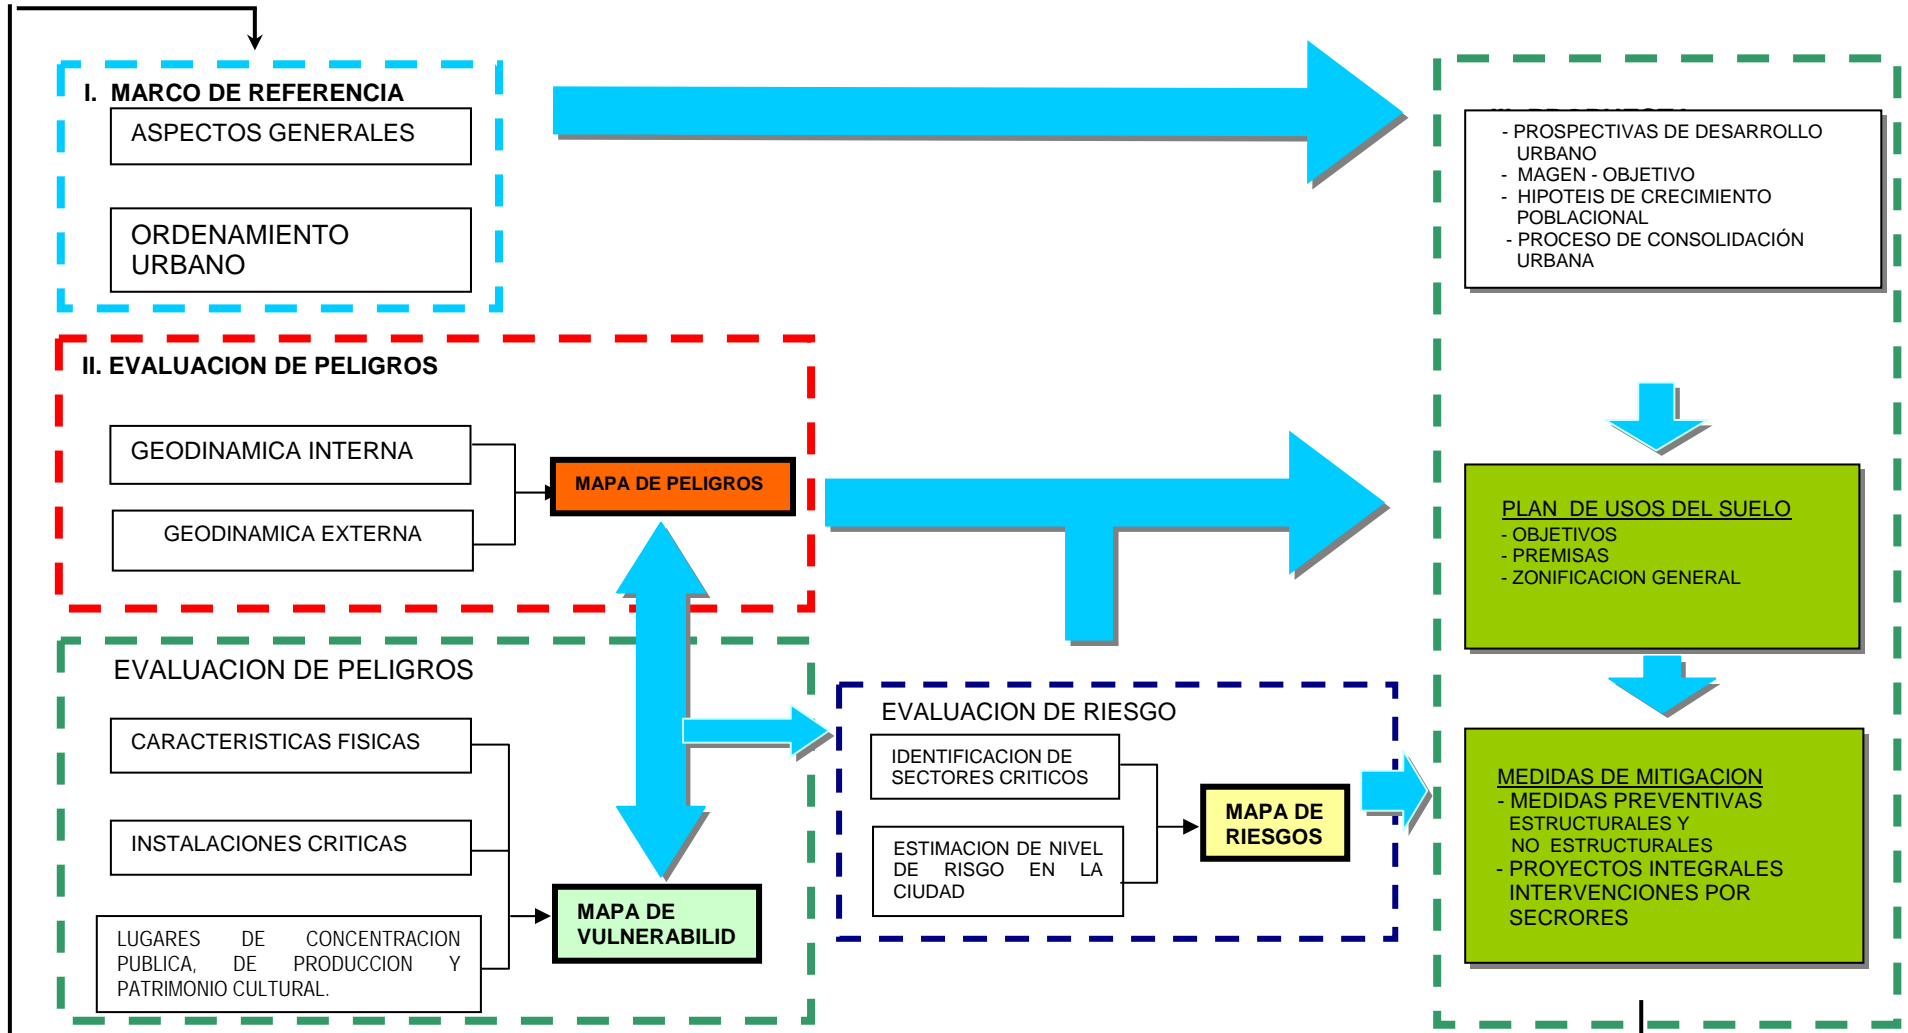 I. MARCO DE REFERENCIA
ASPECTOS GENERALES
ORDENAMIENTO
URBANO
II. EVALUACION DE PELIGROS
GEODINAMICA INTERNA
GEODINAMICA EXTERNA
MAPA DE PELIGROS
EVALUACION DE PELIGROS
CARACTERISTICAS FISICAS
INSTALACIONES CRITICAS
LUGARES DE CONCENTRACION
PUBLICA, DE PRODUCCION Y
PATRIMONIO CULTURAL.
MAPA DE
VULNERABILID
EVALUACION DE RIESGO
IDENTIFICACION DE
SECTORES CRITICOS
ESTIMACION DE NIVEL
DE RISGO EN LA
CIUDAD
MAPA DE
RIESGOS
- PROSPECTIVAS DE DESARROLLO
URBANO
- MAGEN - OBJETIVO
- HIPOTEIS DE CRECIMIENTO
POBLACIONAL
- PROCESO DE CONSOLIDACIÓN
URBANA
PLAN DE USOS DEL SUELO
- OBJETIVOS
- PREMISAS
- ZONIFICACION GENERAL
MEDIDAS DE MITIGACION
- MEDIDAS PREVENTIVAS
ESTRUCTURALES Y
NO ESTRUCTURALES
- PROYECTOS INTEGRALES
INTERVENCIONES POR
SECRORES